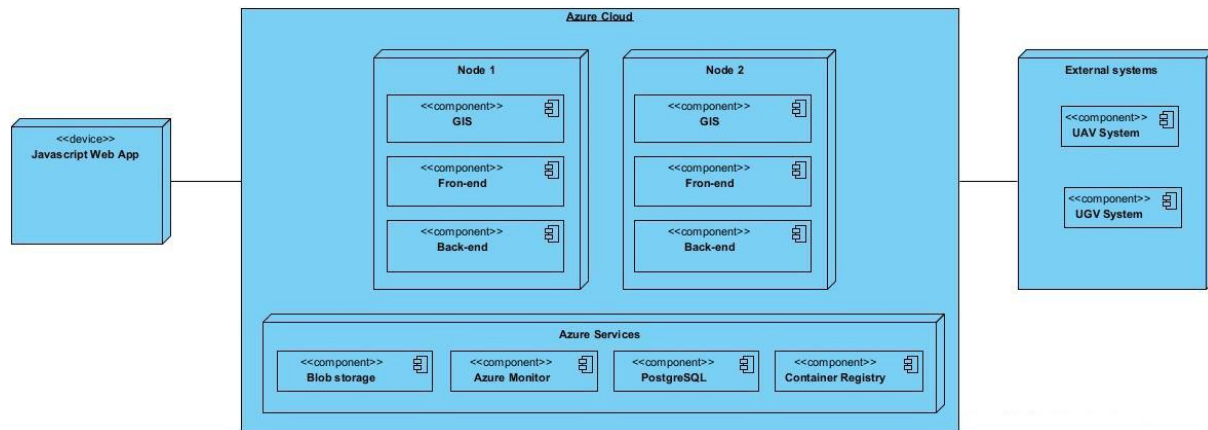 Azure Cloud
<<device>>
Javascript Web App
Node 1
<<component>>
GIS
<<component>>
Fron-end
<<component>>
Back-end
Node 2
<<component>>
GIS
<<component>>
Fron-end
<<component>>
Back-end
Azure Services
<<component>>
Blob storage
<<component>>
Azure Monitor
<<component>>
PostgreSQL
<<component>>
Container Registry
External systems
<<component>>
UAV System
<<component>>
UGV System